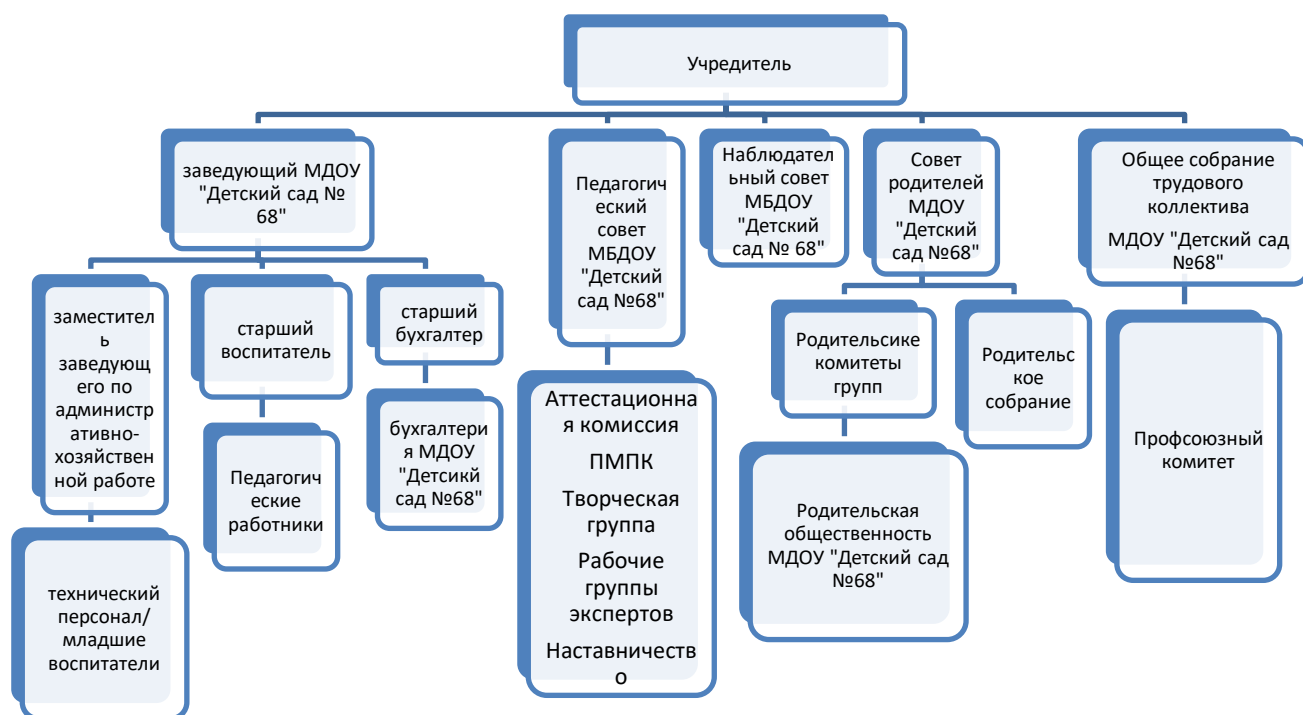 Учредитель
заведующий МДОУ
"Детский сад №
68"
заместител
ь
заведующ
его по
администр
ативно-
хозяйствен
ной работе
технический
персонал/
младшие
воспитатели
старший
воспитатель
Педагогич
еские
работники
старший
бухгалтер
бухгалтери
я МДОУ
"Детсикй
сад №68"
Педагогич
еский
совет
МБДОУ
"Детский
сад №68"
Аттестационна
я комиссия
ПМПК
Творческая
группа
Рабочие
группы
экспертов
Наставничеств
о
Наблюдател
ьный совет
МБДОУ
"Детский
сад № 68"
Совет
родителей
МДОУ
"Детский
сад №68"
Родительсике
комитеты
групп
Родительская
общественность
МДОУ "Детский сад
№68"
Родительс
кое
собрание
Общее собрание
трудового
коллектива
МДОУ "Детский сад
№68"
Профсоюзный
комитет